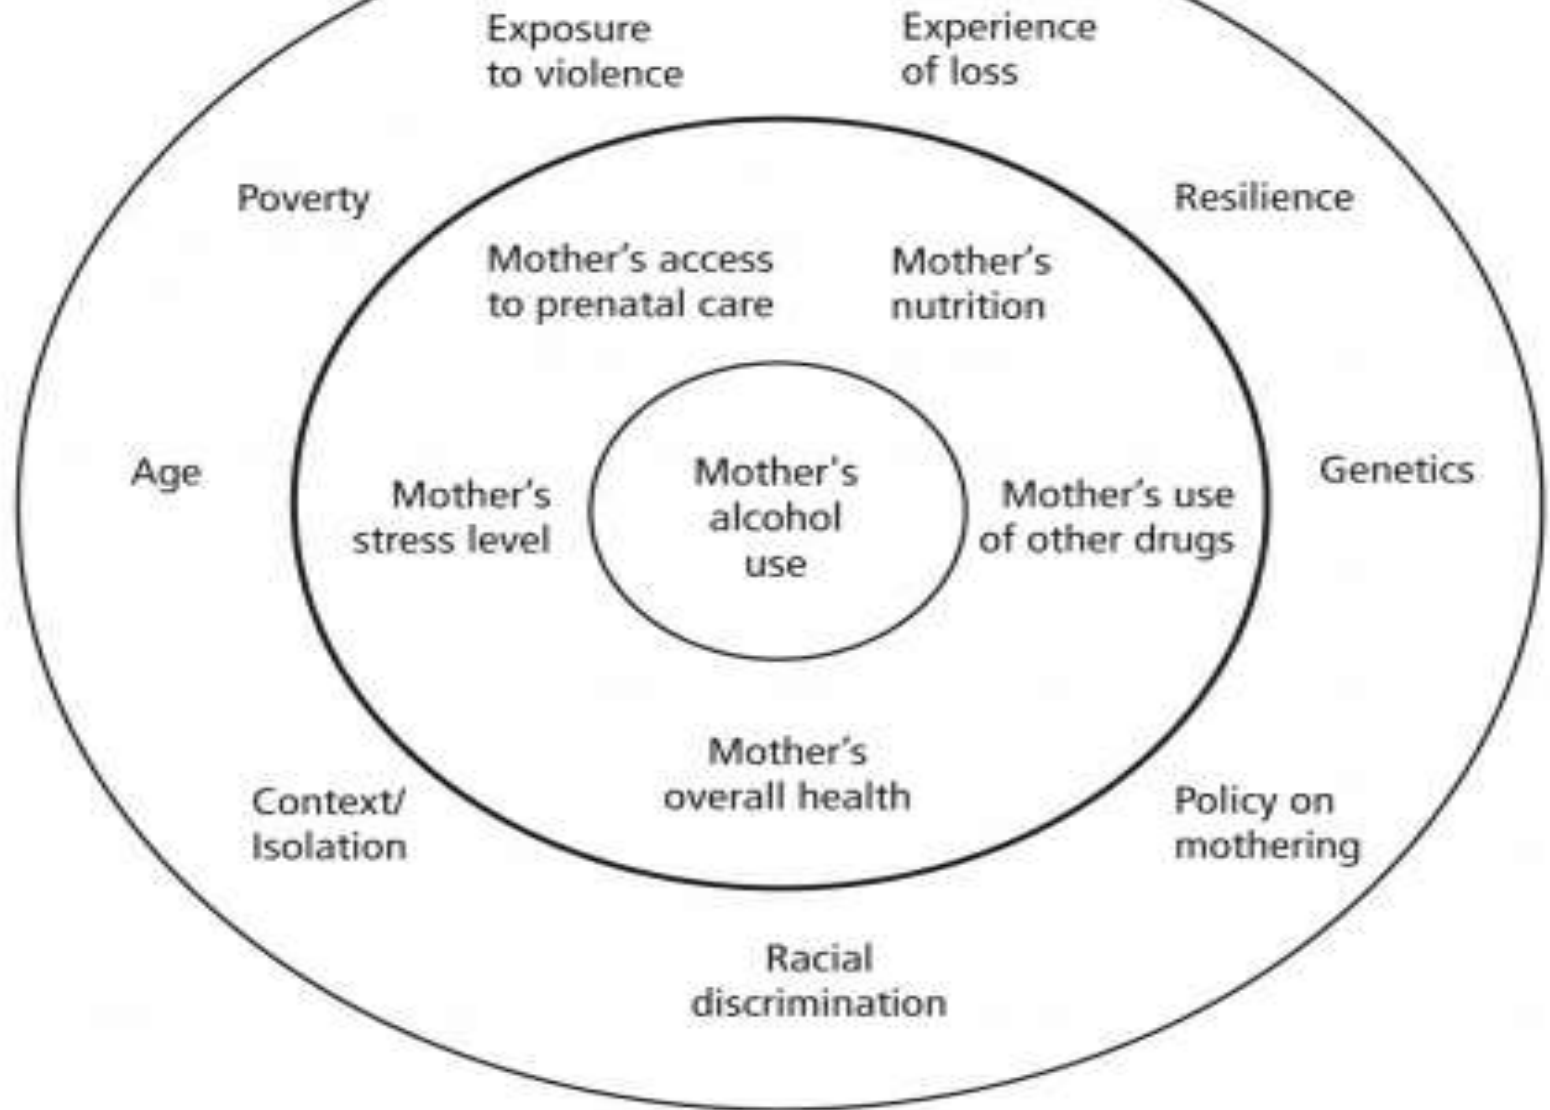 Exposure
to violence
Experience
of loss
Poverty
Resilience
Mother's access
to prenatal care
Mother's
nutrition
Age
Mother's
stress level
Mother's
alcohol
use
Mother's use
of other drugs
Genetics
Mother's
overall health
Context/
Isolation
Policy on
mothering
Racial
discrimination